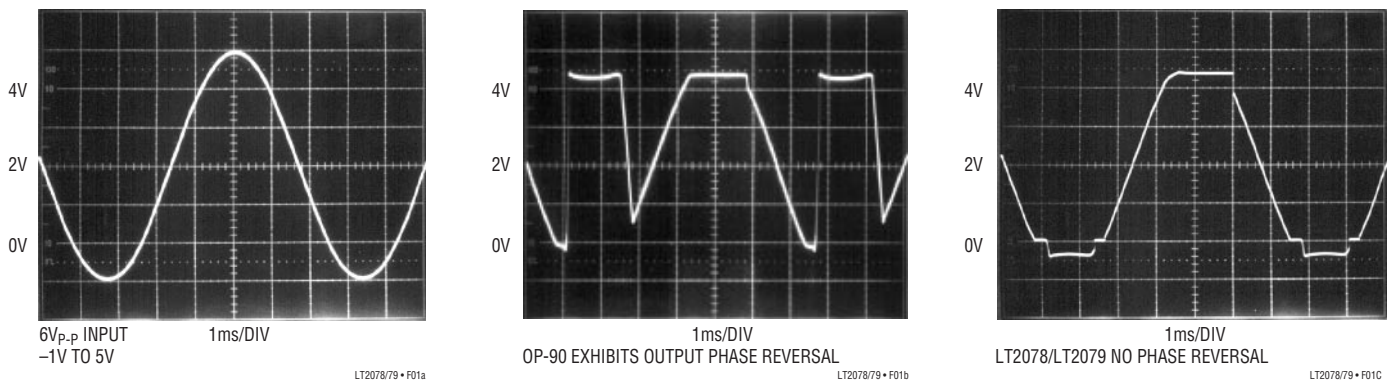 4V
2V
0V
6VP-P INPUT
–1V TO 5V
1ms/DIV
LT2078/79 • F01a
4V
2V
0V
1ms/DIV
OP-90 EXHIBITS OUTPUT PHASE REVERSAL
LT2078/79 • F01b
4V
2V
0V
1ms/DIV
LT2078/LT2079 NO PHASE REVERSAL
LT2078/79 • F01C